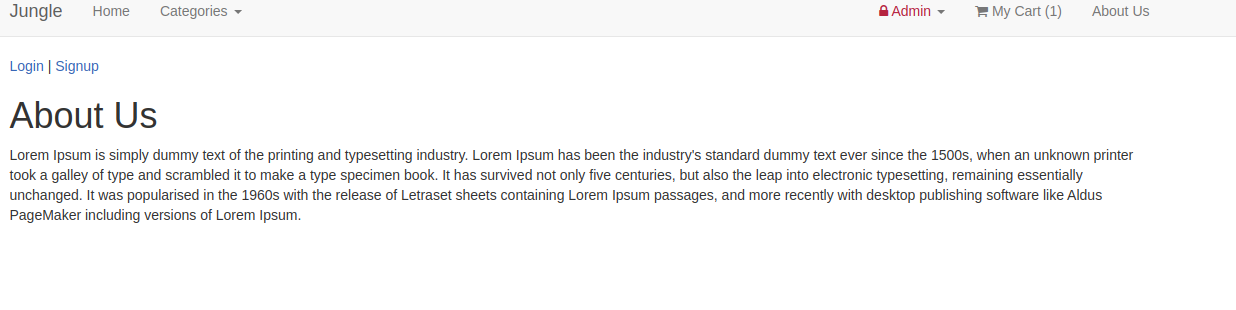 Jungle Home Categories Admin My Cart (1) About Us
Login | Signup
About Us
Lorem Ipsum is simply dummy text of the printing and typesetting industry. Lorem Ipsum has been the industry's standard dummy text ever since the 1500s, when an unknown printer
took a galley of type and scrambled it to make a type specimen book. It has survived not only five centuries, but also the leap into electronic typesetting, remaining essentially
unchanged. It was popularised in the 1960s with the release of Letraset sheets containing Lorem Ipsum passages, and more recently with desktop publishing software like Aldus
PageMaker including versions of Lorem Ipsum.